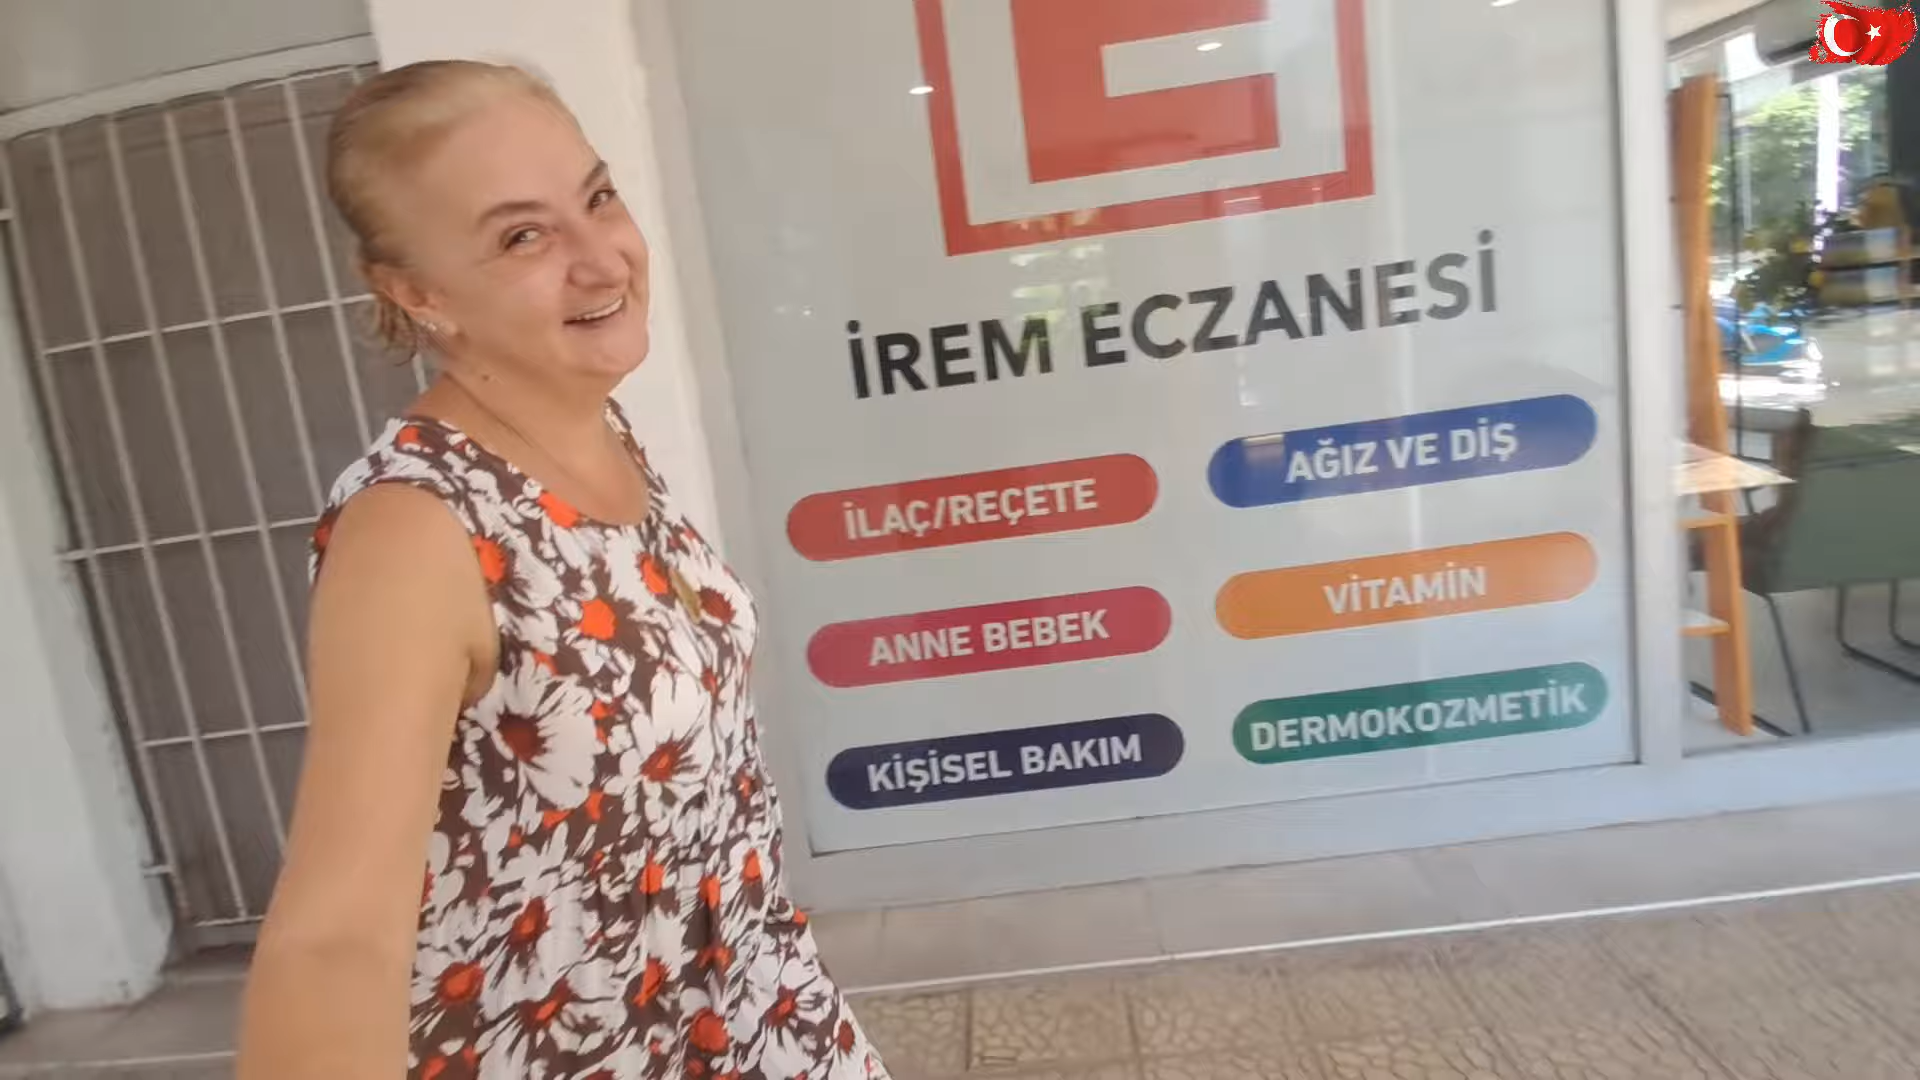 E
İREM ECZANESİ
İLAÇ/REÇETE
AĞIZ VE DİŞ
ANNE BEBEK
VİTAMİN
KİŞİSEL BAKIM
DERMOKOZMETİK